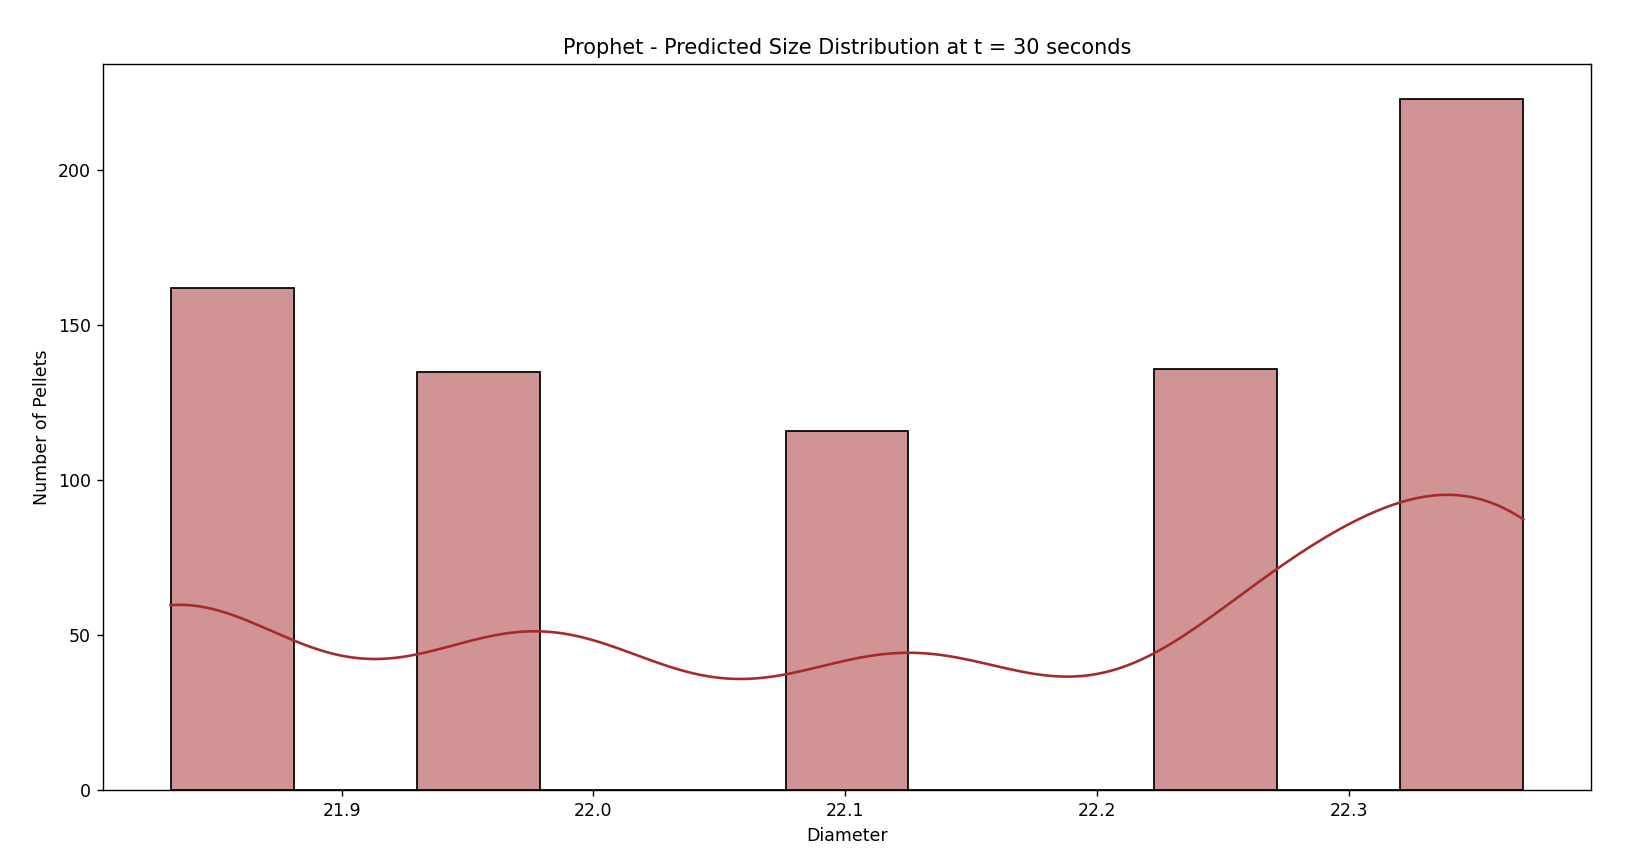 Prophet - Predicted Size Distribution at t = 30 seconds
Number of Pellets
200
150
100
50
0
21.9 22.0 22.1 22.2 22.3
Diameter